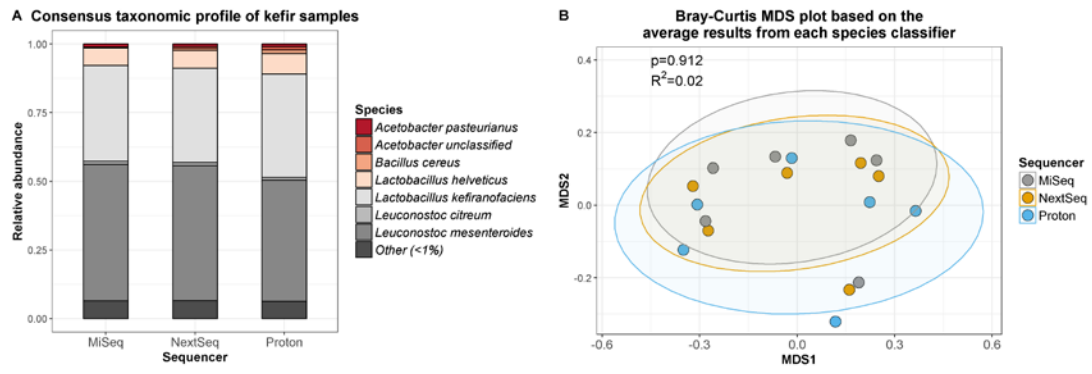 A Consensus taxonomic profile of kefir samples
1.00
0.75
0.50
0.25
0.00
Relative abundance
MiSeq NextSeq Proton
Sequencer
Species
Acetobacter pasteurianus
Acetobacter unclassified
Bacillus cereus
Lactobacillus helveticus
Lactobacillus kefiranofaciens
Leuconostoc citreum
Leuconostoc mesenteroides
Other (<1%)
B Bray-Curtis MDS plot based on the
average results from each species classifier
p=0.912
R²=0.02
0.4
0.2
0.0
-0.2
MDS2
-0.6 -0.3 0.0 0.3 0.6
MDS1
Sequencer
MiSeq
NextSeq
Proton